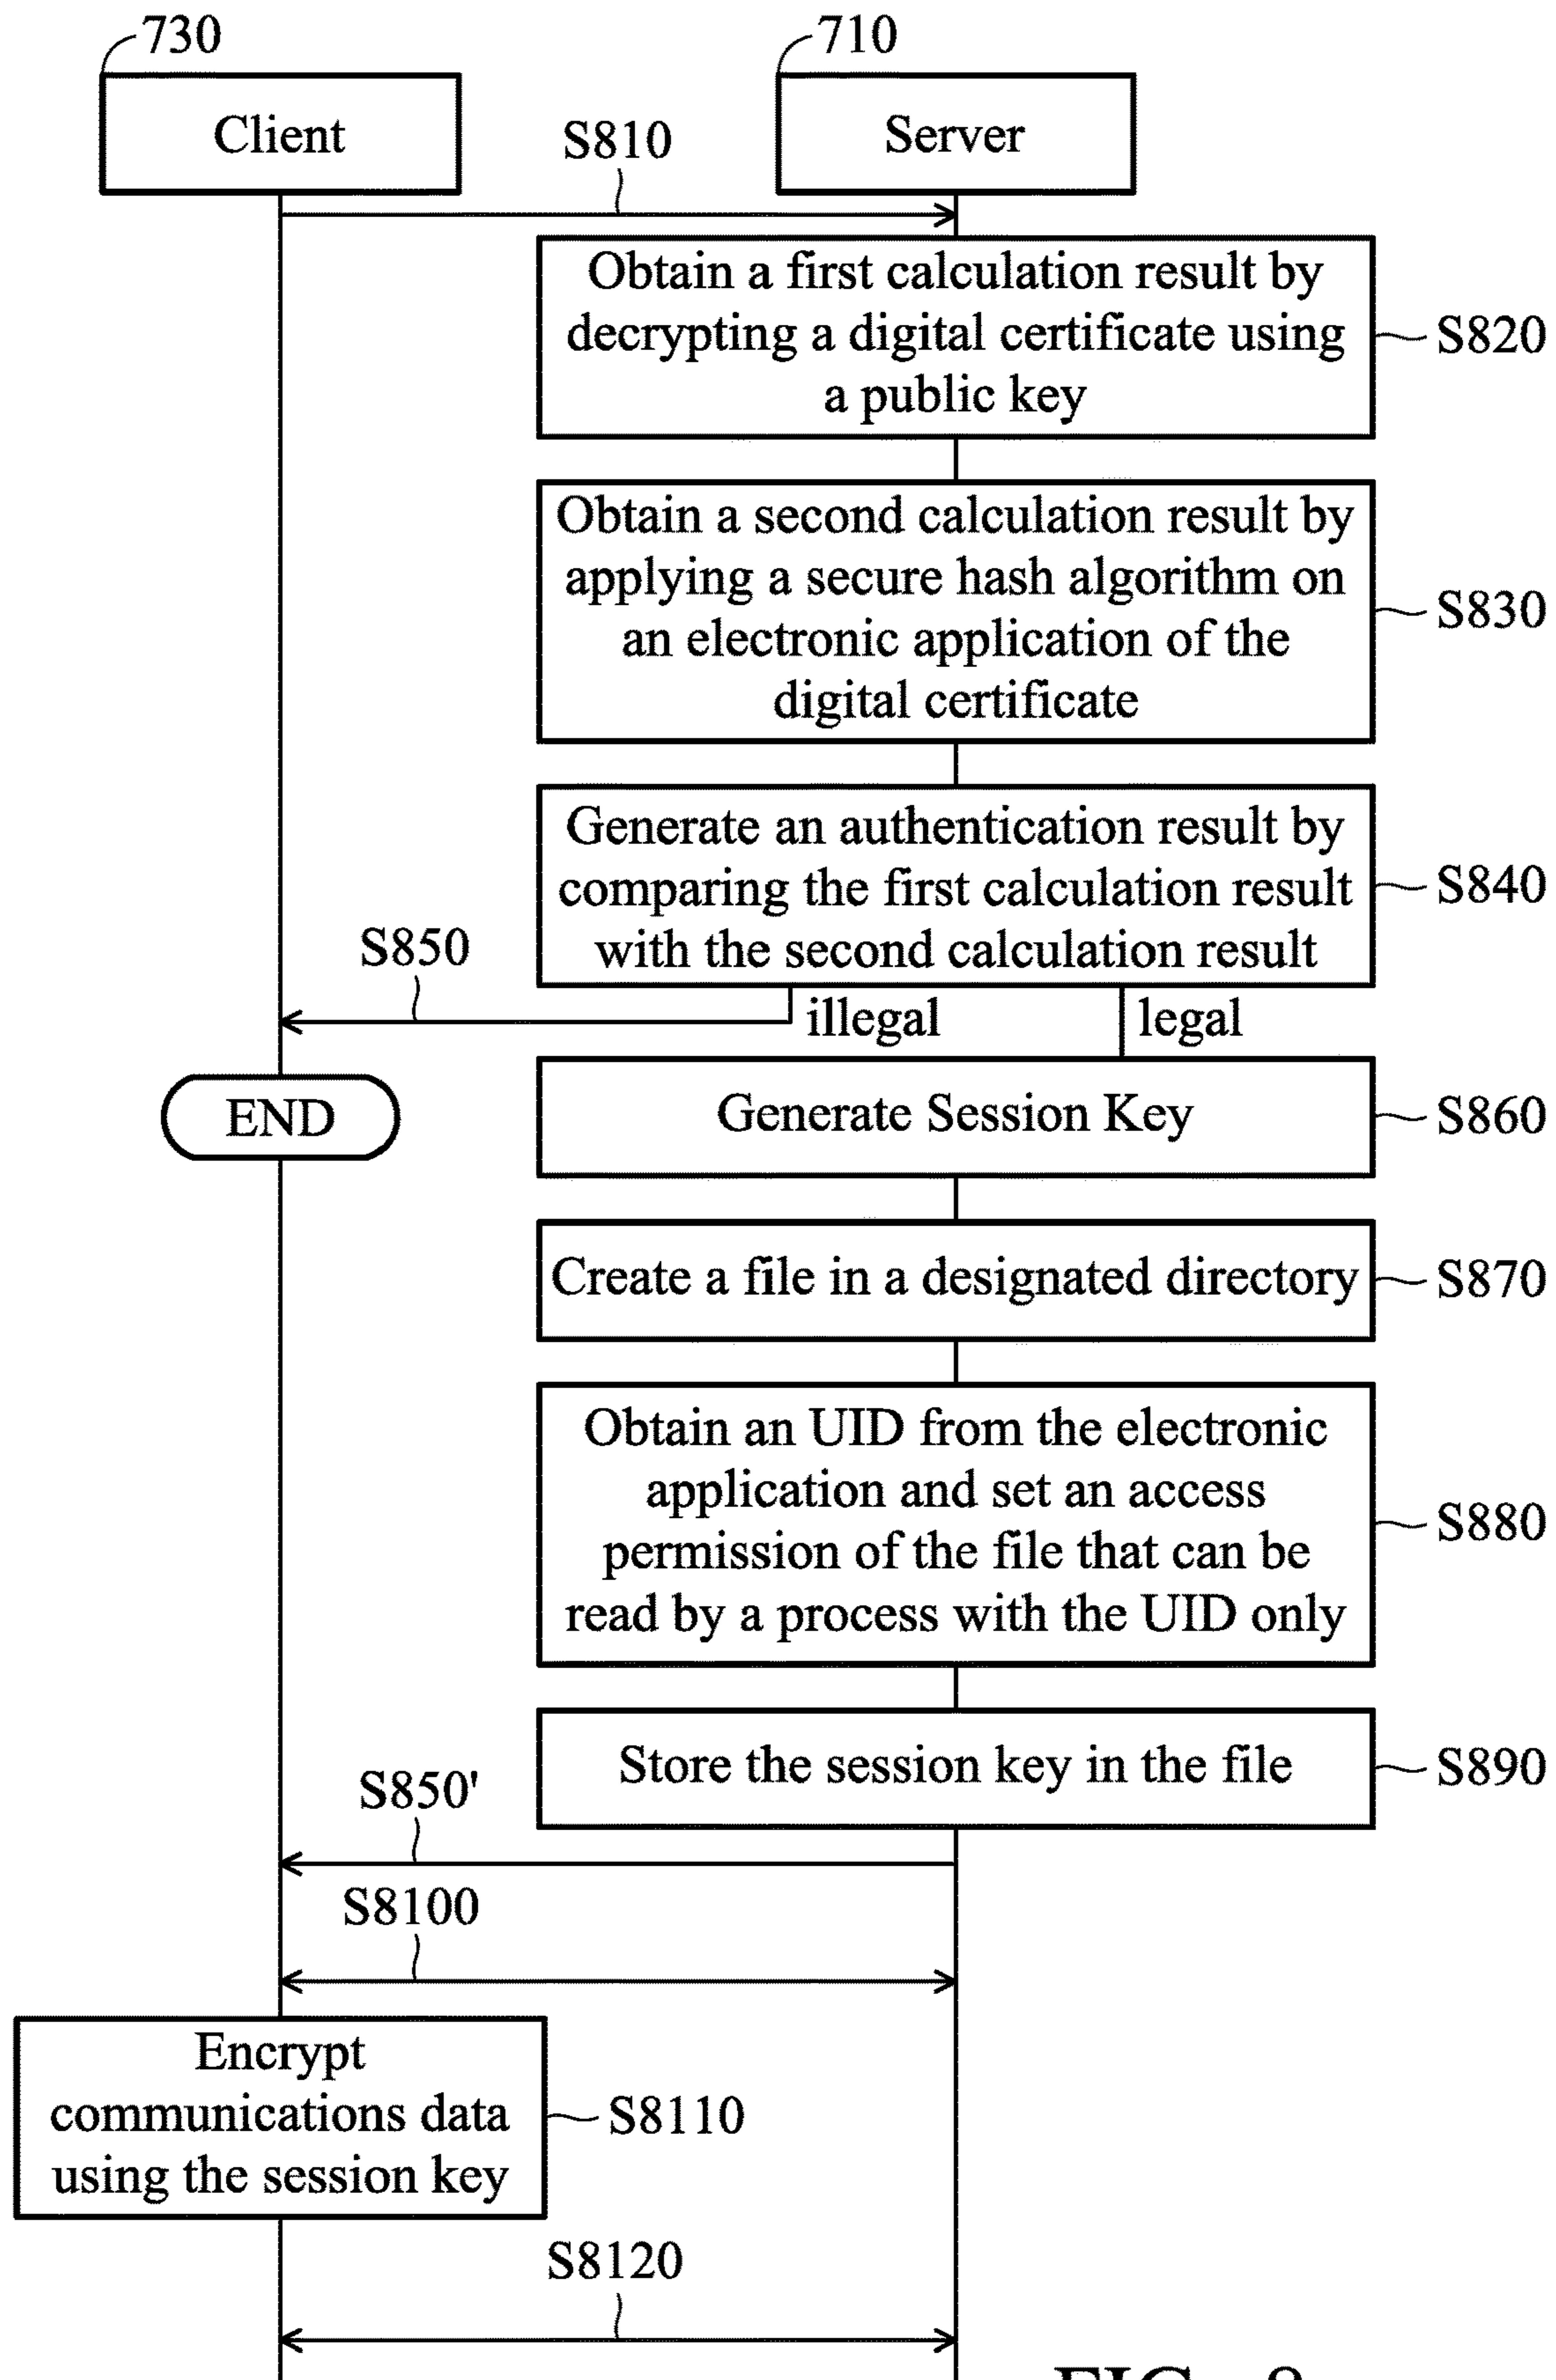 730
710
Client
Server
S810
Obtain a first calculation result by
decrypting a digital certificate using
a public key
S820
Obtain a second calculation result by
applying a secure hash algorithm on
an electronic application of the
digital certificate
S830
Generate an authentication result by
comparing the first calculation result
with the second calculation result
S840
S850
illegal
legal
END
Generate Session Key
S860
Create a file in a designated directory
S870
Obtain an UID from the electronic
application and set an access
permission of the file that can be
read by a process with the UID only
S880
Store the session key in the file
S890
S850'
S8100
Encrypt
communications data
using the session key
S8110
S8120
FIG. 8